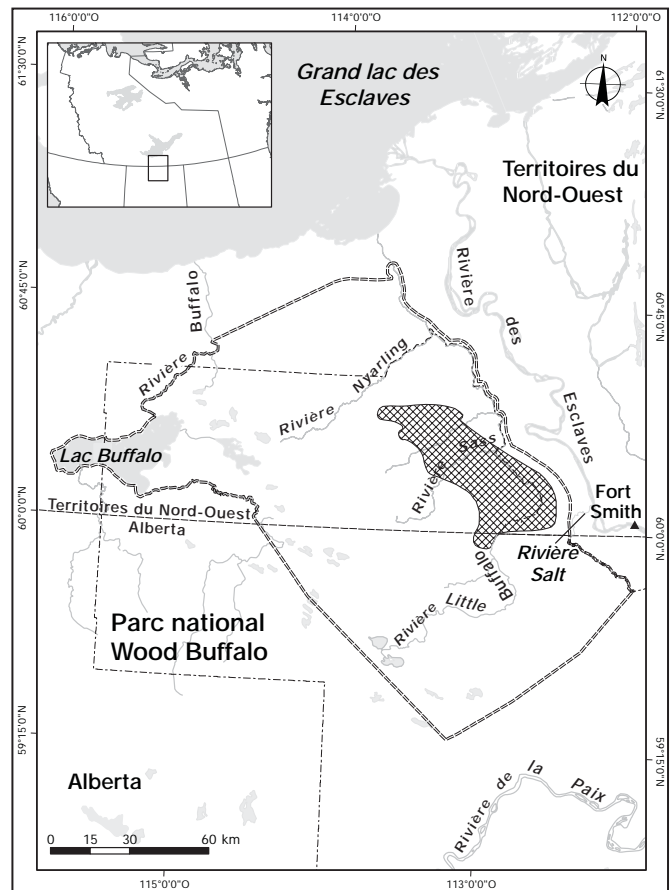 116°0'0"O
114°0'0"O
112°0'0"O
61°30'0"N
61°30'0"N
Grand lac des
Esclaves
N
Territoires du
Nord-Ouest
60°45'0"N
60°45'0"N
Rivière Buffalo
Rivière des Esclaves
Rivière Nyarling
Rivière Sass
Lac Buffalo
60°0'0"N
60°0'0"N
Territoires du Nord-Ouest
Alberta
Fort
Smith
Rivière
Salt
Rivière Little Buffalo
Parc national
Wood Buffalo
59°15'0"N
59°15'0"N
Alberta
Rivière de la Paix
0 15 30 60 km
115°0'0"O
113°0'0"O